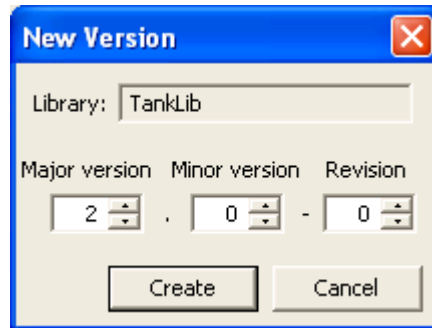 New Version
Library: TankLib
Major version Minor version Revision
2 . 0 - 0
Create Cancel